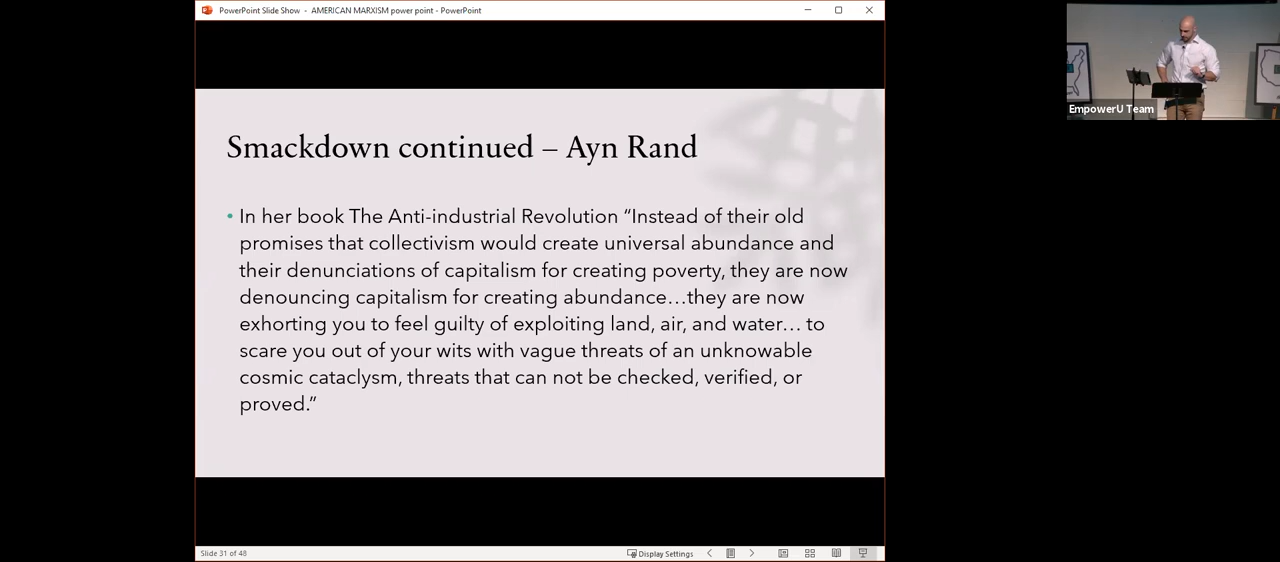 PowerPoint Slide Show - AMERICAN MARXISM power point - PowerPoint
EmpowerU Team
Smackdown continued – Ayn Rand
• In her book The Anti-industrial Revolution “Instead of their old
promises that collectivism would create universal abundance and
their denunciations of capitalism for creating poverty, they are now
denouncing capitalism for creating abundance…they are now
exhorting you to feel guilty of exploiting land, air, and water… to
scare you out of your wits with vague threats of an unknowable
cosmic cataclysm, threats that can not be checked, verified, or
proved.”
Slide 31 of 48
Display Settings